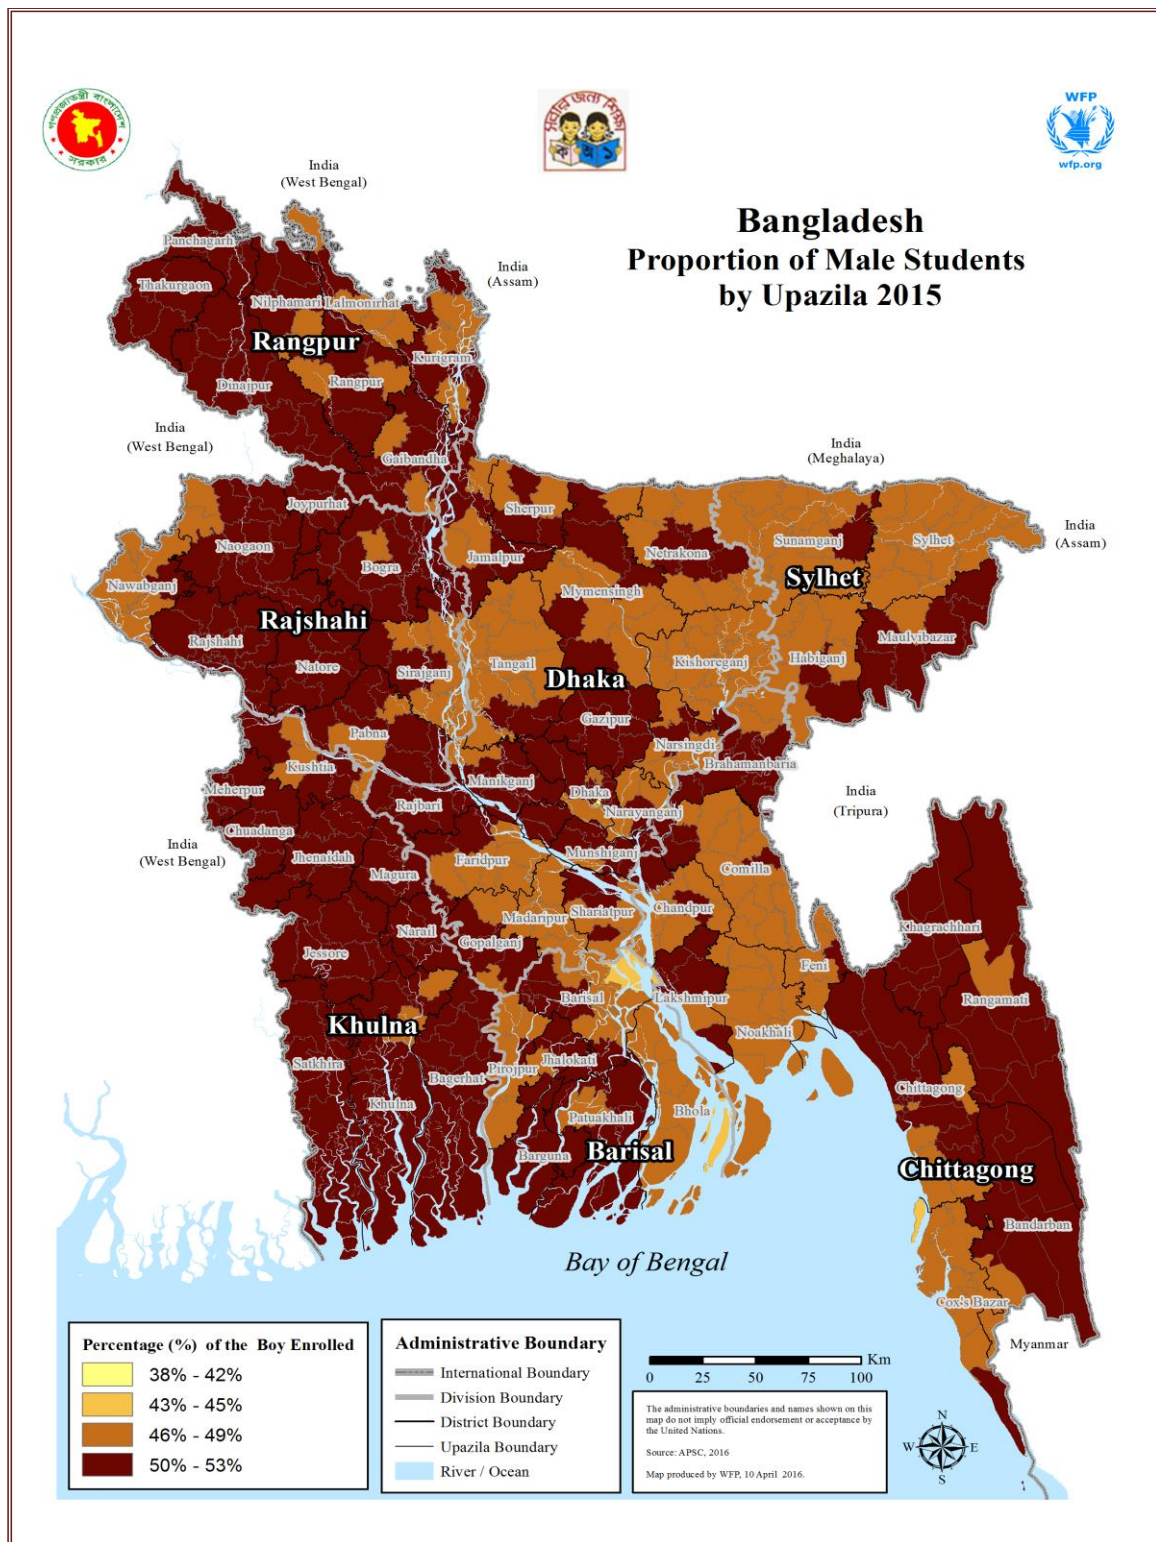 গণপ্রজাতন্ত্রী বাংলাদেশ
সরকার
সবার জন্য শিক্ষা
ক অ ১
WFP
wfp.org
India
(West Bengal)
Bangladesh
Proportion of Male Students
by Upazila 2015
India
(Assam)
Panchagarh
Thakurgaon
Nilphamari
Lalmonirhat
Rangpur
Kurigram
Dinajpur
Rangpur
India
(West Bengal)
Gaibandha
India
(Meghalaya)
Joypurhat
Sherpur
Naogaon
Bogra
Jamalpur
Netrakona
Sunamganj
Sylhet
India
(Assam)
Nawabganj
Mymensingh
Sylhet
Rajshahi
Rajshahi
Natore
Sirajganj
Tangail
Dhaka
Kishoreganj
Habiganj
Maulvibazar
Gazipur
Pabna
Kushtia
Narsingdi
Brahamanbaria
Meherpur
Manikganj
Dhaka
Rajbari
Narayanganj
India
(Tripura)
Chuadanga
India
(West Bengal)
Jhenaidah
Magura
Faridpur
Munshiganj
Comilla
Madaripur
Shariatpur
Chandpur
Narail
Gopalganj
Khagrachhari
Jessore
Feni
Barisal
Lakshmipur
Rangamati
Khulna
Noakhali
Satkhira
Jhalokati
Pirojpur
Bagerhat
Chittagong
Khulna
Patuakhali
Bhola
Barguna
Barisal
Chittagong
Bandarban
Bay of Bengal
Cox's Bazar
Myanmar
Percentage (%) of the Boy Enrolled
38% - 42%
43% - 45%
46% - 49%
50% - 53%
Administrative Boundary
International Boundary
Division Boundary
District Boundary
Upazila Boundary
River / Ocean
Km
0 25 50 75 100
The administrative boundaries and names shown on this
map do not imply official endorsement or acceptance by
the United Nations.
Source: APSC, 2016
Map produced by WFP, 10 April 2016.
N
W E
S